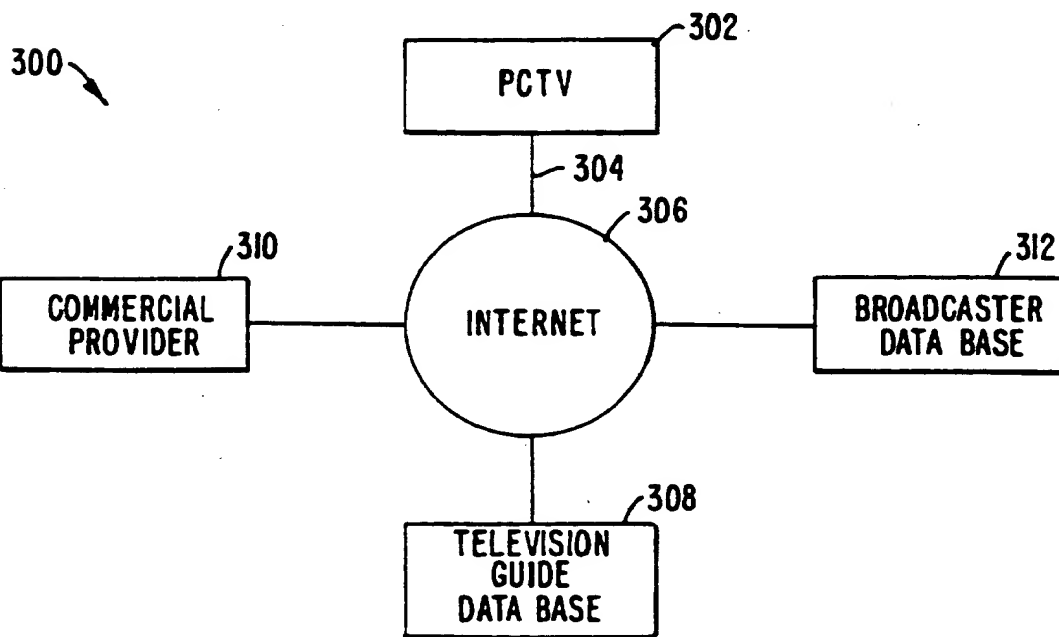 302
300
PCTV
304
306
310
312
COMMERCIAL
PROVIDER
INTERNET
BROADCASTER
DATA BASE
308
TELEVISION
GUIDE
DATA BASE